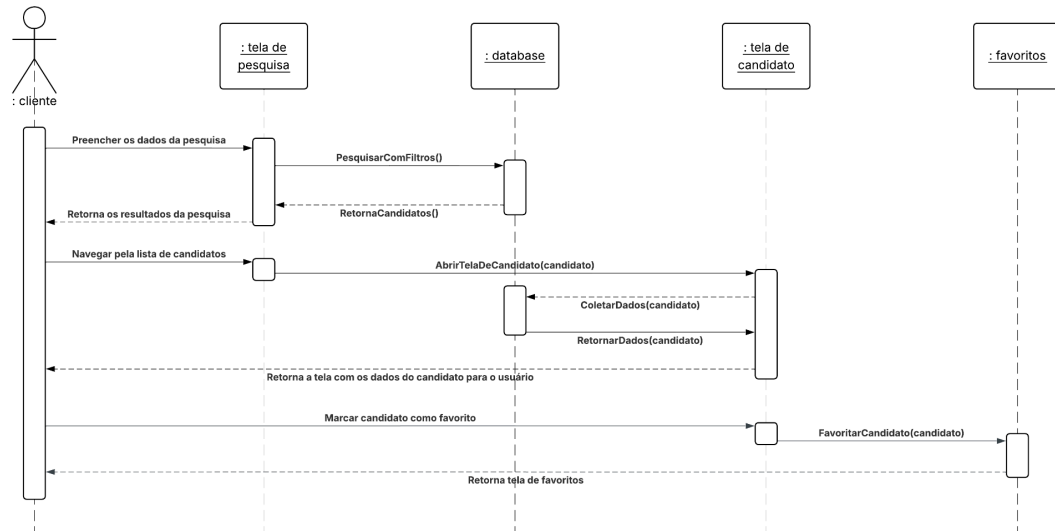 : cliente
: tela de
pesquisa
: database
: tela de
candidato
: favoritos
Preencher os dados da pesquisa
PesquisarComFiltros()
RetornaCandidatos()
Retorna os resultados da pesquisa
Navegar pela lista de candidatos
AbrirTelaDeCandidato(candidato)
ColetarDados(candidato)
RetornarDados(candidato)
Retorna a tela com os dados do candidato para o usuário
Marcar candidato como favorito
FavoritarCandidato(candidato)
Retorna tela de favoritos